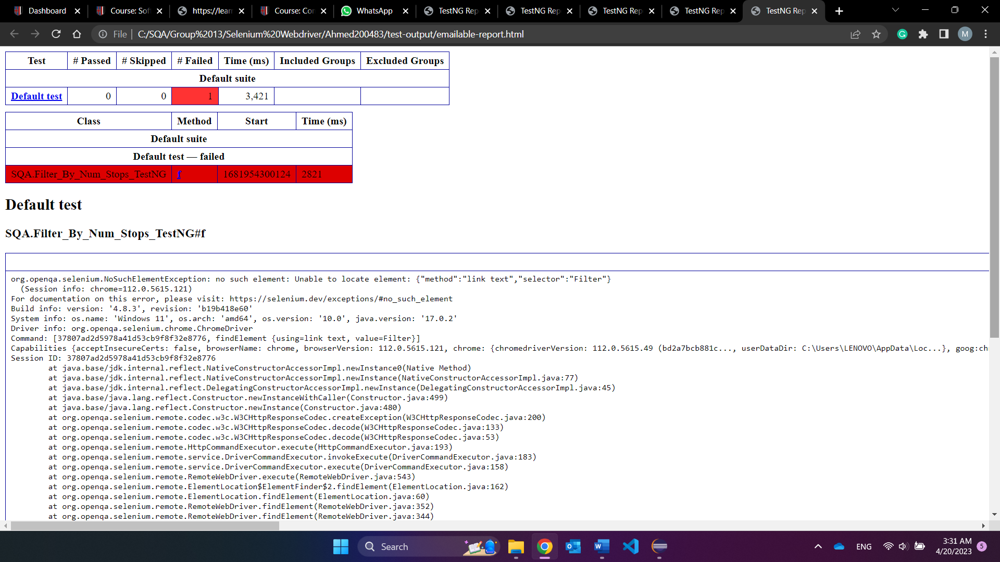 Dashboard
Course: Sof
https://lear
Course: Cor
WhatsApp
TestNG Rep
TestNG Rep
TestNG Rep
TestNG Rep
TestNG Rep
File
C:/SQA/Group%2013/Selenium%20Webdriver/Ahmed200483/test-output/emailable-report.html
G
M
Test # Passed # Skipped # Failed Time (ms) Included Groups Excluded Groups
Default suite
Default test 0 0 1 3,421
Class Method Start Time (ms)
Default suite
Default test — failed
SQA.Filter_By_Num_Stops_TestNG f 1681954300124 2821
Default test
SQA.Filter_By_Num_Stops_TestNG#f
org.openqa.selenium.NoSuchElementException: no such element: Unable to locate element: {"method":"link text","selector":"Filter"}
(Session info: chrome=112.0.5615.121)
For documentation on this error, please visit: https://selenium.dev/exceptions/#no_such_element
Build info: version: '4.8.3', revision: 'b19b418e60'
System info: os.name: 'Windows 11', os.arch: 'amd64', os.version: '10.0', java.version: '17.0.2'
Driver info: org.openqa.selenium.chrome.ChromeDriver
Command: [37807ad2d5978a41d53cb9f8f32e8776, findElement {using=link text, value=Filter}]
Capabilities {acceptInsecureCerts: false, browserName: chrome, browserVersion: 112.0.5615.121, chrome: {chromedriverVersion: 112.0.5615.49 (bd2a7bcb881c..., userDataDir: C:\Users\LENOVO\AppData\Loc...}, goog:ch
Session ID: 37807ad2d5978a41d53cb9f8f32e8776
at java.base/jdk.internal.reflect.NativeConstructorAccessorImpl.newInstance0(Native Method)
at java.base/jdk.internal.reflect.NativeConstructorAccessorImpl.newInstance(NativeConstructorAccessorImpl.java:77)
at java.base/jdk.internal.reflect.DelegatingConstructorAccessorImpl.newInstance(DelegatingConstructorAccessorImpl.java:45)
at java.base/java.lang.reflect.Constructor.newInstanceWithCaller(Constructor.java:499)
at java.base/java.lang.reflect.Constructor.newInstance(Constructor.java:480)
at org.openqa.selenium.remote.codec.w3c.W3CHttpResponseCodec.createException(W3CHttpResponseCodec.java:200)
at org.openqa.selenium.remote.codec.w3c.W3CHttpResponseCodec.decode(W3CHttpResponseCodec.java:133)
at org.openqa.selenium.remote.codec.w3c.W3CHttpResponseCodec.decode(W3CHttpResponseCodec.java:53)
at org.openqa.selenium.remote.HttpCommandExecutor.execute(HttpCommandExecutor.java:193)
at org.openqa.selenium.remote.service.DriverCommandExecutor.invokeExecute(DriverCommandExecutor.java:183)
at org.openqa.selenium.remote.service.DriverCommandExecutor.execute(DriverCommandExecutor.java:158)
at org.openqa.selenium.remote.RemoteWebDriver.execute(RemoteWebDriver.java:543)
at org.openqa.selenium.remote.ElementLocation$ElementFinder$2.findElement(ElementLocation.java:162)
at org.openqa.selenium.remote.ElementLocation.findElement(ElementLocation.java:60)
at org.openqa.selenium.remote.RemoteWebDriver.findElement(RemoteWebDriver.java:352)
at org.openqa.selenium.remote.RemoteWebDriver.findElement(RemoteWebDriver.java:344)
Search
ENG
3:31 AM
4/20/2023
5